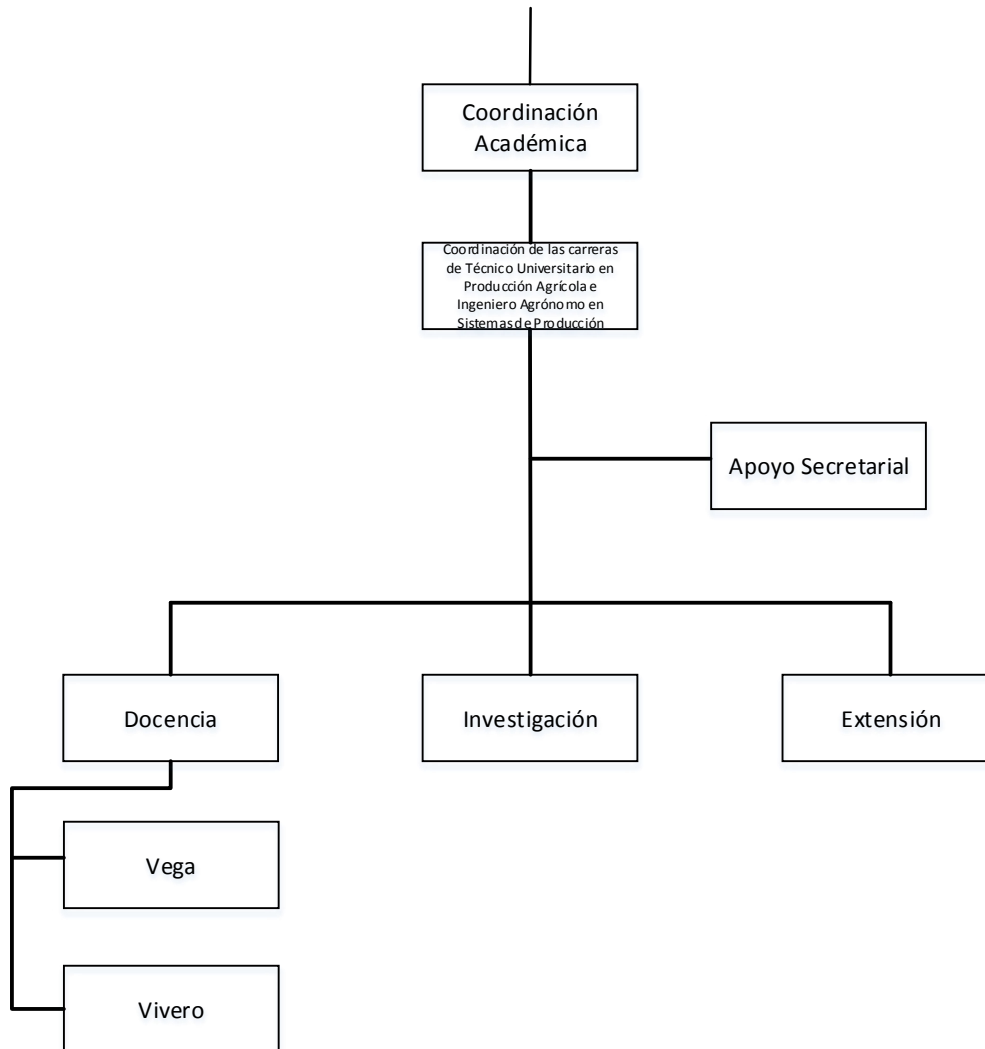 Coordinación
Académica
Coordinación de las carreras
de Técnico Universitario en
Producción Agrícola e
Ingeniero Agrónomo en
Sistemas de Producción
Apoyo Secretarial
Docencia
Investigación
Extensión
Vega
Vivero